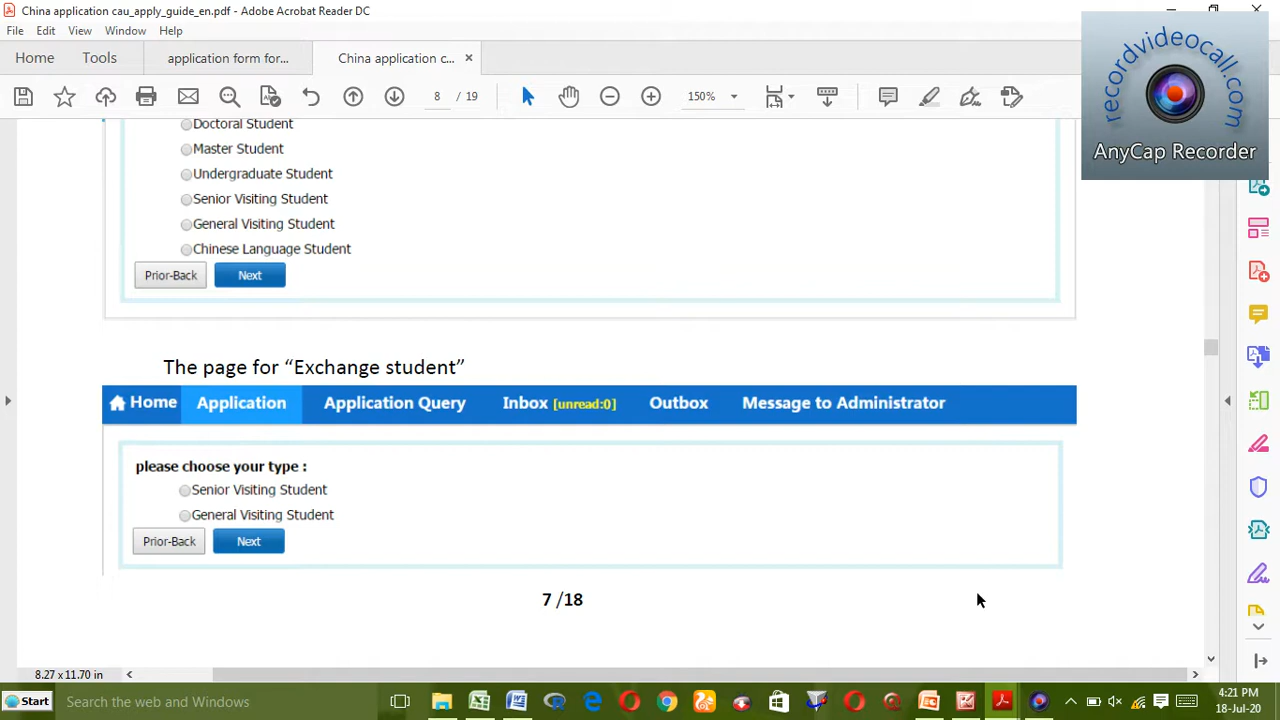 China application cau_apply_guide_en.pdf - Adobe Acrobat Reader DC
File Edit View Window Help
Home Tools application form for... China application c... ×
8 / 19 150%
recordvideocall.com
AnyCap Recorder
Doctoral Student
Master Student
Undergraduate Student
Senior Visiting Student
General Visiting Student
Chinese Language Student
Prior-Back Next
The page for “Exchange student”
Home Application Application Query Inbox [unread:0] Outbox Message to Administrator
please choose your type :
Senior Visiting Student
General Visiting Student
Prior-Back Next
7 /18
8.27 x 11.70 in
Start Search the web and Windows
4:21 PM
18-Jul-20